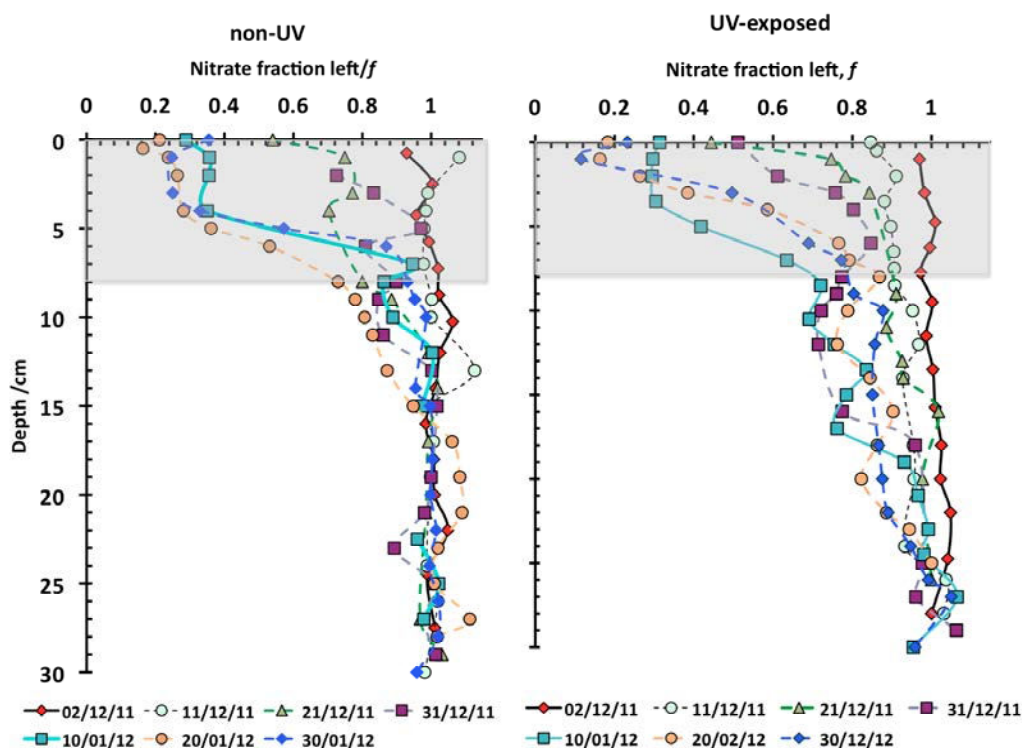 non-UV
Nitrate fraction left/f
0 0.2 0.4 0.6 0.8 1
0
5
10
15
20
25
30
Depth /cm
02/12/11 11/12/11 21/12/11 31/12/11
10/01/12 20/01/12 30/01/12
UV-exposed
Nitrate fraction left, f
0 0.2 0.4 0.6 0.8 1
02/12/11 11/12/11 21/12/11 31/12/11
10/01/12 20/02/12 30/12/12